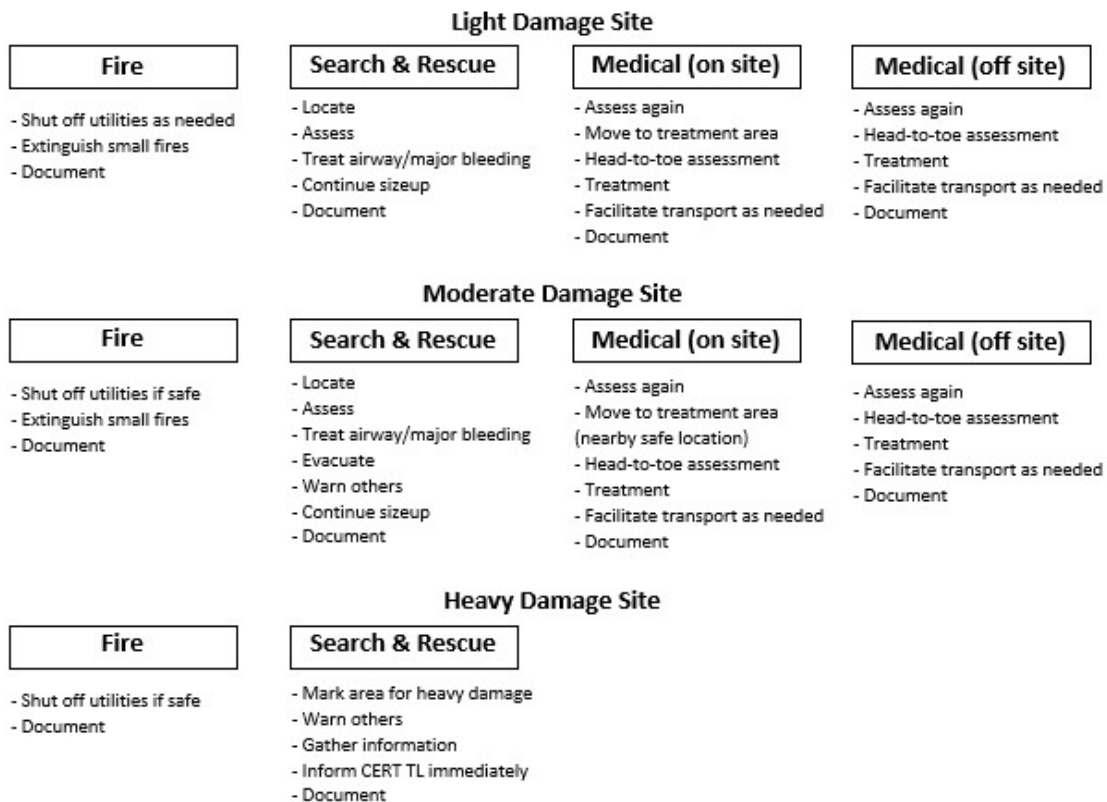 Light Damage Site
Fire
- Shut off utilities as needed
- Extinguish small fires
- Document
Search & Rescue
- Locate
- Assess
- Treat airway/major bleeding
- Continue sizeup
- Document
Medical (on site)
- Assess again
- Move to treatment area
- Head-to-toe assessment
- Treatment
- Facilitate transport as needed
- Document
Medical (off site)
- Assess again
- Head-to-toe assessment
- Treatment
- Facilitate transport as needed
- Document
Moderate Damage Site
Fire
- Shut off utilities if safe
- Extinguish small fires
- Document
Search & Rescue
- Locate
- Assess
- Treat airway/major bleeding
- Evacuate
- Warn others
- Continue sizeup
- Document
Medical (on site)
- Assess again
- Move to treatment area
(nearby safe location)
- Head-to-toe assessment
- Treatment
- Facilitate transport as needed
- Document
Medical (off site)
- Assess again
- Head-to-toe assessment
- Treatment
- Facilitate transport as needed
- Document
Heavy Damage Site
Fire
- Shut off utilities if safe
- Document
Search & Rescue
- Mark area for heavy damage
- Warn others
- Gather information
- Inform CERT TL immediately
- Document